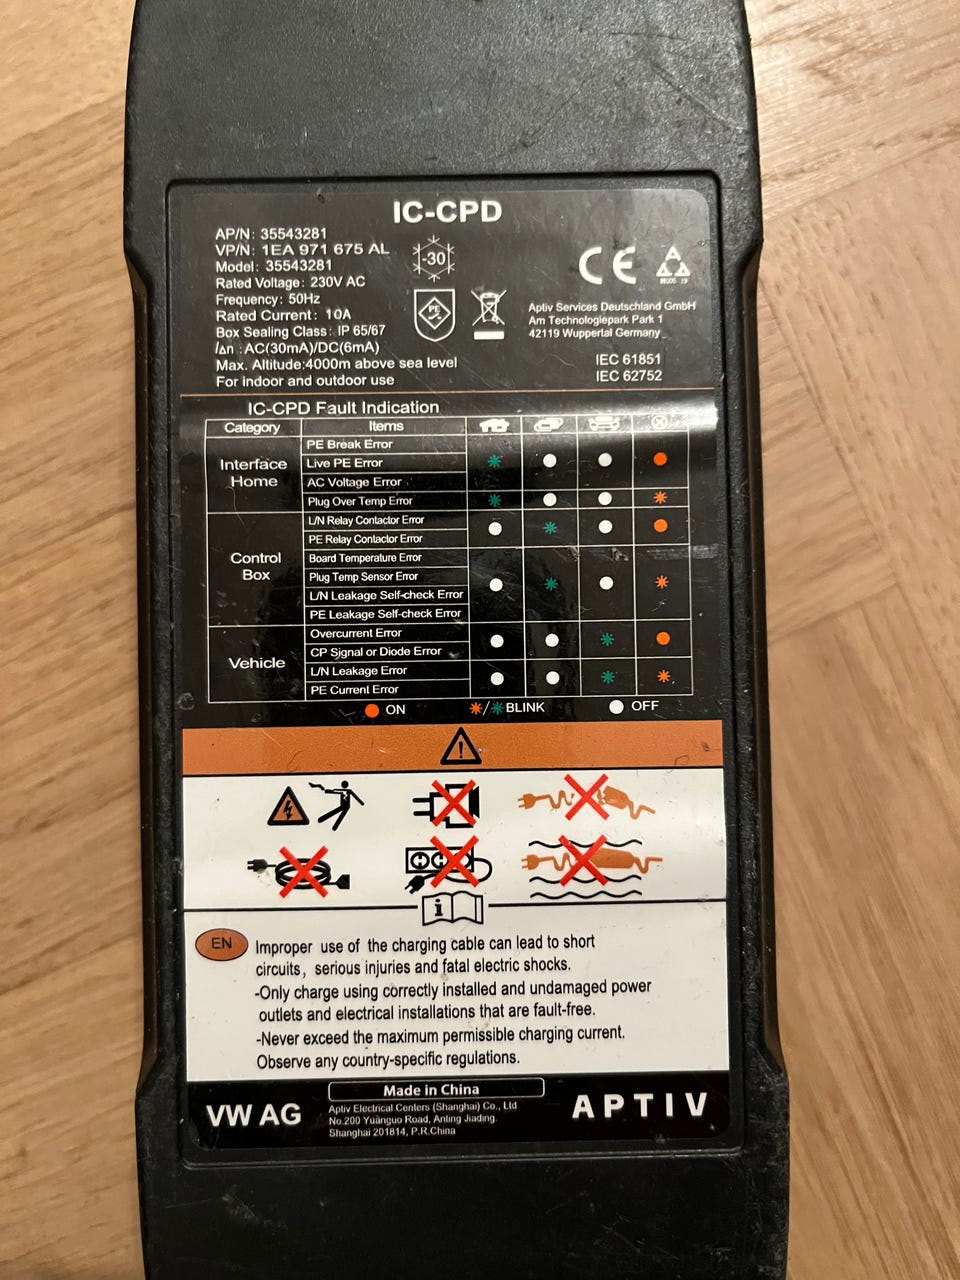 IC-CPD
AP/N: 35543281
VP/N: 1EA 971 675 AL
Model: 35543281
Rated Voltage: 230V AC
Frequency: 50Hz
Rated Current: 10A
Box Sealing Class: IP 65/67
I∆n :AC(30mA)/DC(6mA)
Max. Altitude:4000m above sea level
For indoor and outdoor use
-30
PE
CE
A
Aptiv Services Deutschland GmbH
Am Technologiepark Park 1
42119 Wuppertal Germany
IEC 61851
IEC 62752
IC-CPD Fault Indication
Category Items
Interface Home
PE Break Error
Live PE Error
AC Voltage Error
Plug Over Temp Error
Control Box
L/N Relay Contactor Error
PE Relay Contactor Error
Board Temperature Error
Plug Temp Sensor Error
L/N Leakage Self-check Error
PE Leakage Self-check Error
Vehicle
Overcurrent Error
CP Signal or Diode Error
L/N Leakage Error
PE Current Error
ON / BLINK OFF
i
EN
Improper use of the charging cable can lead to short
circuits, serious injuries and fatal electric shocks.
-Only charge using correctly installed and undamaged power
outlets and electrical installations that are fault-free.
-Never exceed the maximum permissible charging current.
Observe any country-specific regulations.
Made in China
VW AG
Aptiv Electrical Centers (Shanghai) Co., Ltd
No.200 Yuanguo Road, Anling Jiading.
Shanghai 201814, P.R.China
APTIV